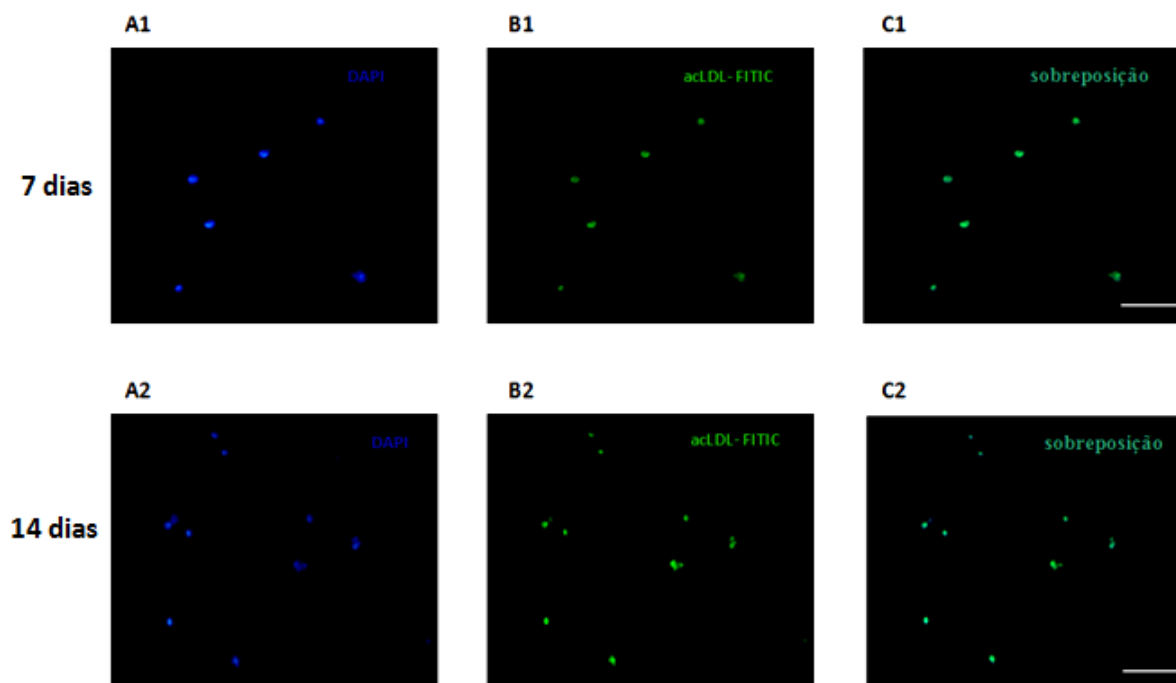 A1
B1
C1
DAPI
acLDL- FITIC
sobreposição
7 dias
A2
B2
C2
DAPI
acLDL- FITIC
sobreposição
14 dias